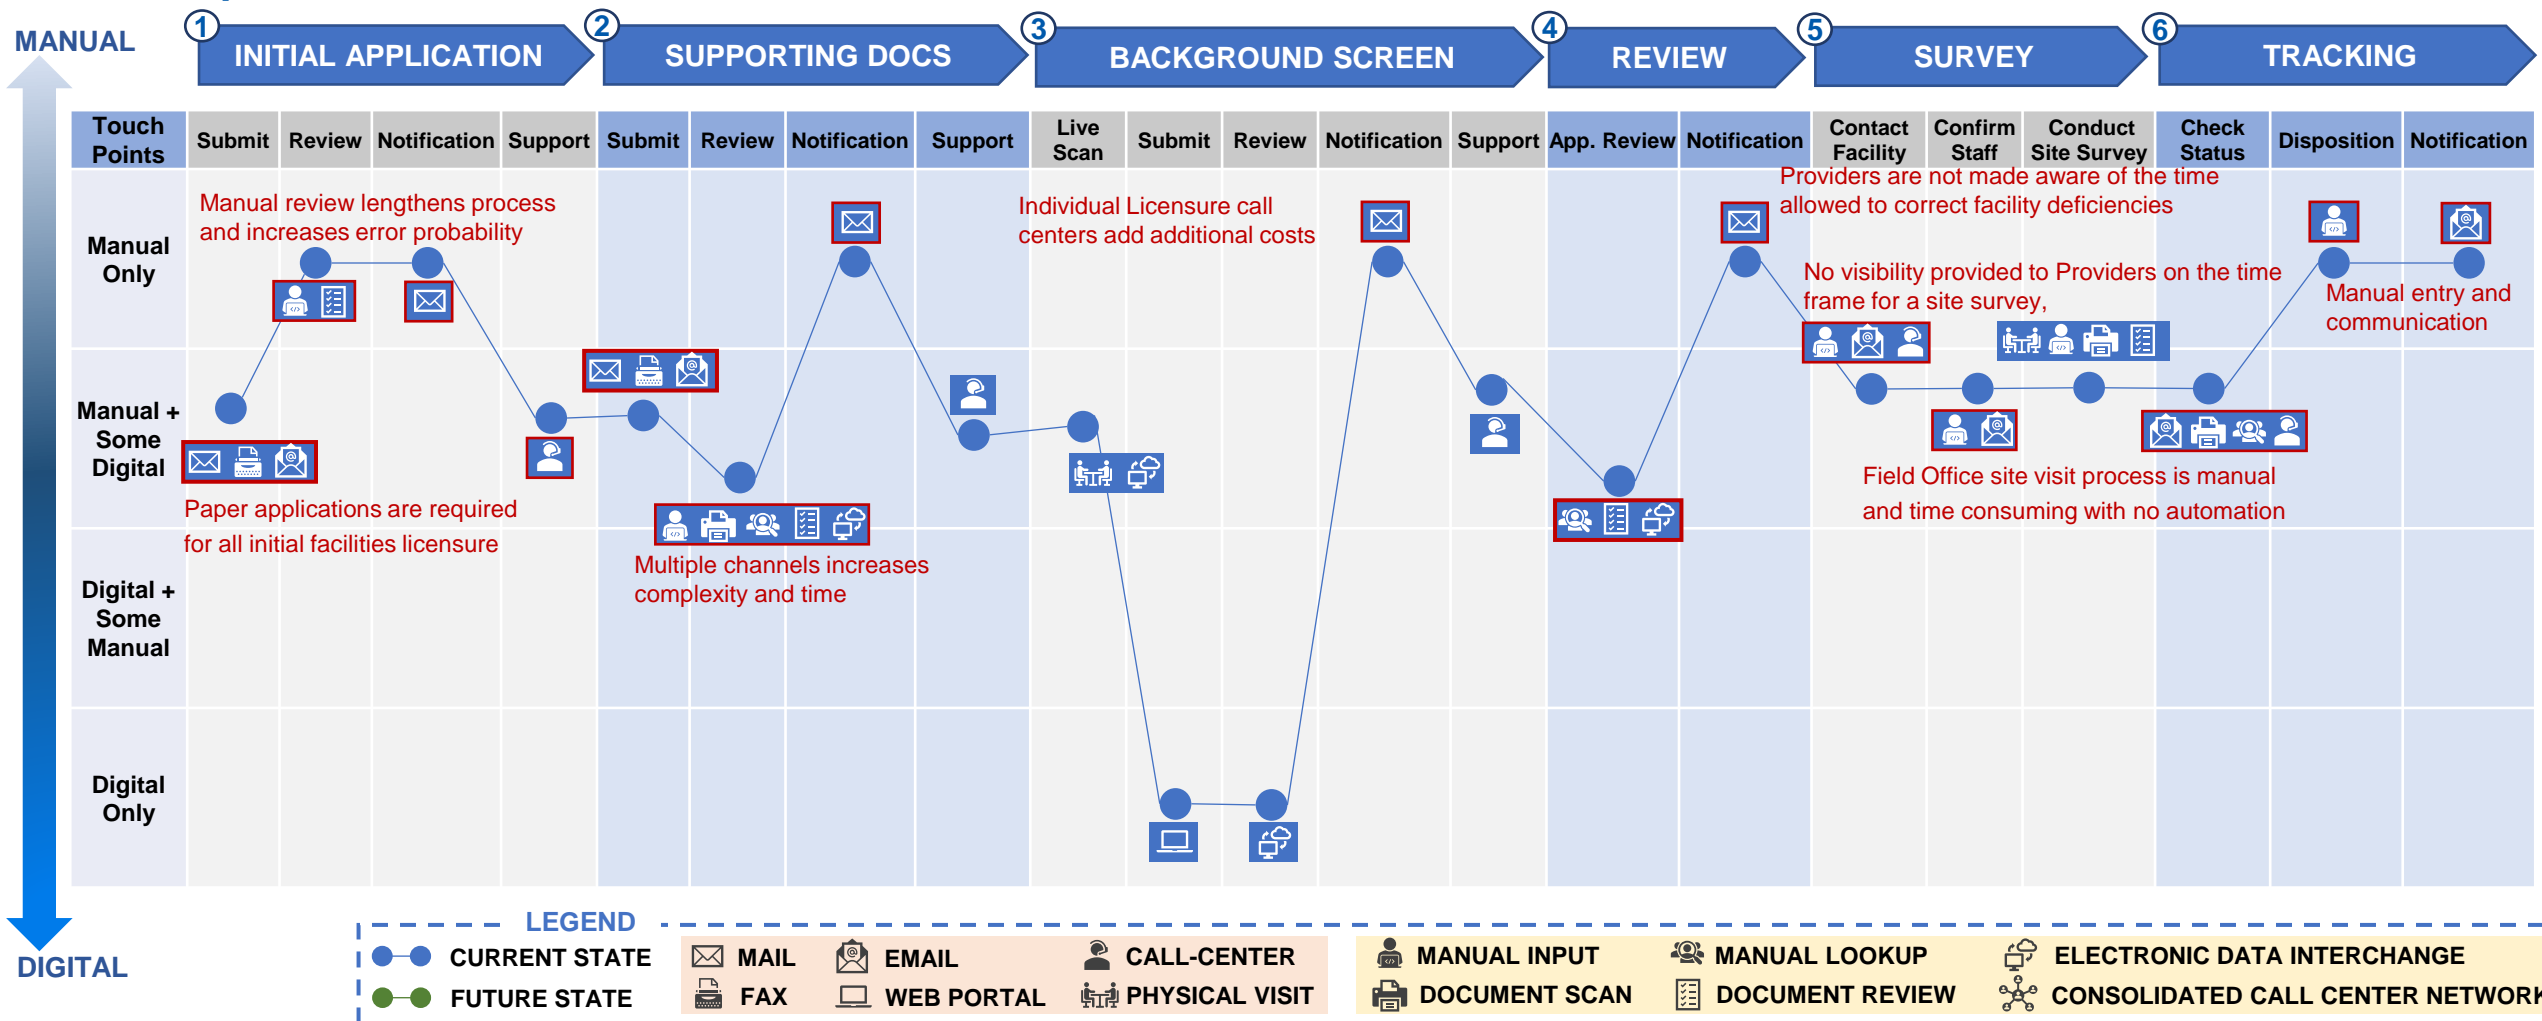 MANUAL
1
INITIAL APPLICATION
2
SUPPORTING DOCS
3
BACKGROUND SCREEN
4
REVIEW
5
SURVEY
6
TRACKING
Touch
Points
Submit
Review
Notification
Support
Submit
Review
Notification
Support
Live
Scan
Submit
Review
Notification
Support
App. Review
Notification
Contact
Facility
Confirm
Staff
Conduct
Site Survey
Check
Status
Disposition
Notification
Manual
Only
Manual review lengthens process
and increases error probability
Individual Licensure call
centers add additional costs
Providers are not made aware of the time
allowed to correct facility deficiencies
No visibility provided to Providers on the time
frame for a site survey,
Manual entry and
communication
Manual +
Some
Digital
Paper applications are required
for all initial facilities licensure
Multiple channels increases
complexity and time
Field Office site visit process is manual
and time consuming with no automation
Digital +
Some
Manual
Digital
Only
DIGITAL
LEGEND
CURRENT STATE
FUTURE STATE
MAIL
FAX
EMAIL
WEB PORTAL
CALL-CENTER
PHYSICAL VISIT
MANUAL INPUT
DOCUMENT SCAN
MANUAL LOOKUP
DOCUMENT REVIEW
ELECTRONIC DATA INTERCHANGE
CONSOLIDATED CALL CENTER NETWORK